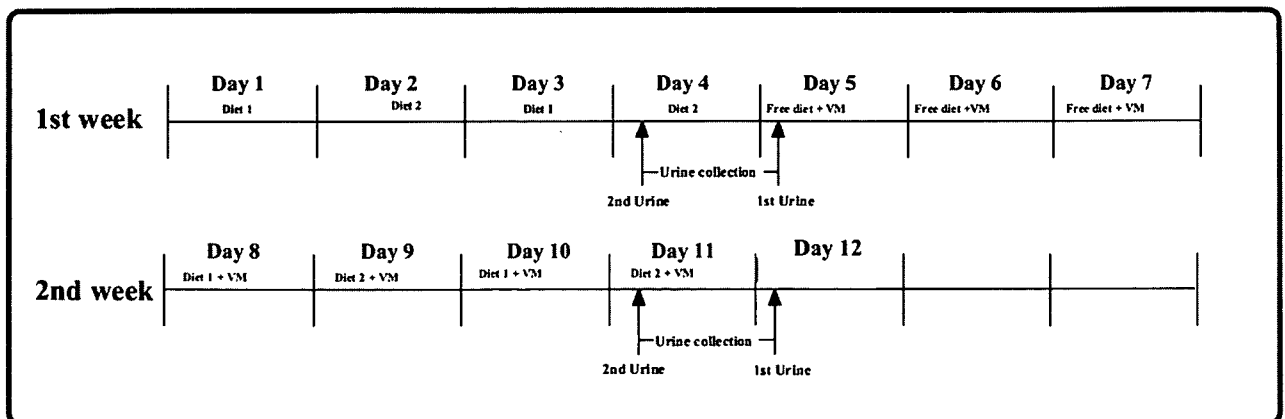 Day 1 Day 2 Day 3 Day 4 Day 5 Day 6 Day 7
Diet 1 Diet 2 Diet 1 Diet 2 Free diet + VM Free diet +VM Free diet + VM
1st week
Urine collection
2nd Urine 1st Urine
Day 8 Day 9 Day 10 Day 11 Day 12
Diet 1 + VM Diet 2 + VM Diet 1 + VM Diet 2 + VM
2nd week
Urine collection
2nd Urine 1st Urine